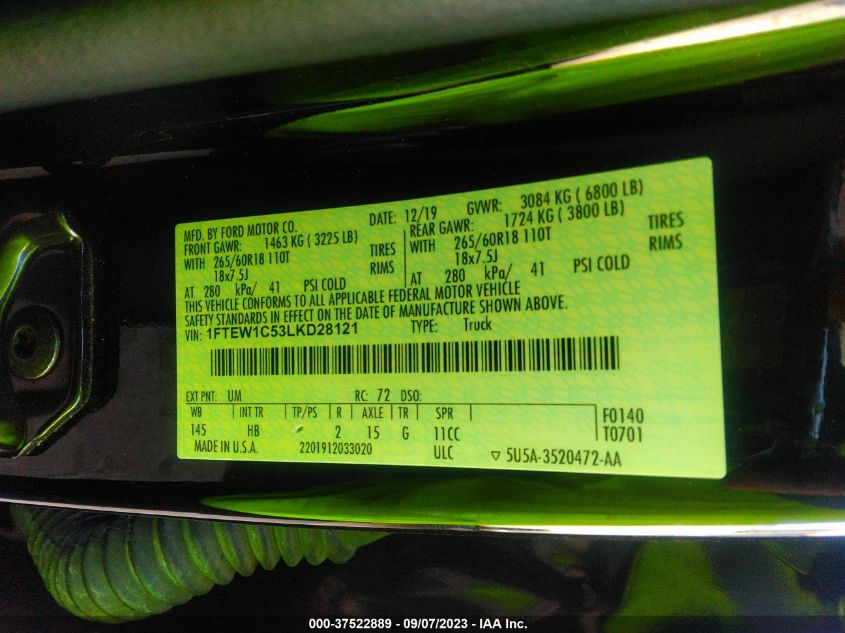 MFD. BY FORD MOTOR CO. DATE: 12/19 GVWR: 3084 KG ( 6800 LB)
FRONT GAWR: 1463 KG ( 3225 LB) REAR GAWR: 1724 KG ( 3800 LB)
WITH 265/60R18 110T TIRES WITH 265/60R18 110T TIRES
18x7.5J RIMS 18x7.5J RIMS
AT 280 kPa/ 41 PSI COLD AT 280 kPa/ 41 PSI COLD
THIS VEHICLE CONFORMS TO ALL APPLICABLE FEDERAL MOTOR VEHICLE
SAFETY STANDARDS IN EFFECT ON THE DATE OF MANUFACTURE SHOWN ABOVE.
VIN: 1FTEW1C53LKD28121 TYPE: Truck
EXT PNT: UM RC: 72 DSO:
WB INT TR TP/PS R AXLE TR SPR F0140
145 HB 2 15 G 11CC T0701
MADE IN U.S.A. 2201912033020 ULC ▽ 5U5A-3520472-AA
000-37522889 - 09/07/2023 - IAA Inc.